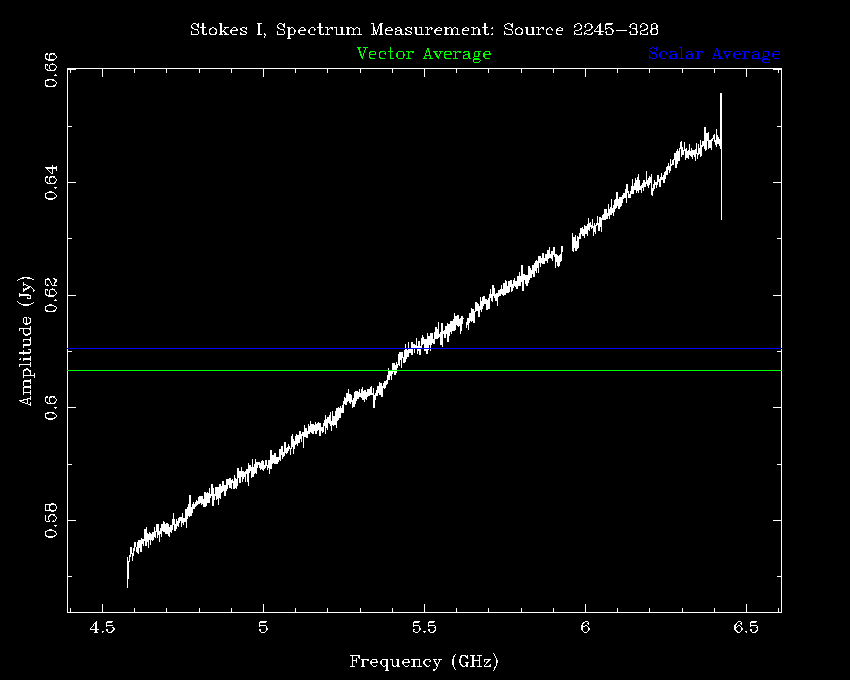 Stokes I, Spectrum Measurement: Source 2245−328
Vector Average Scalar Average
0.66
0.64
0.62
0.6
0.58
Amplitude (Jy)
4.5 5 5.5 6 6.5
Frequency (GHz)